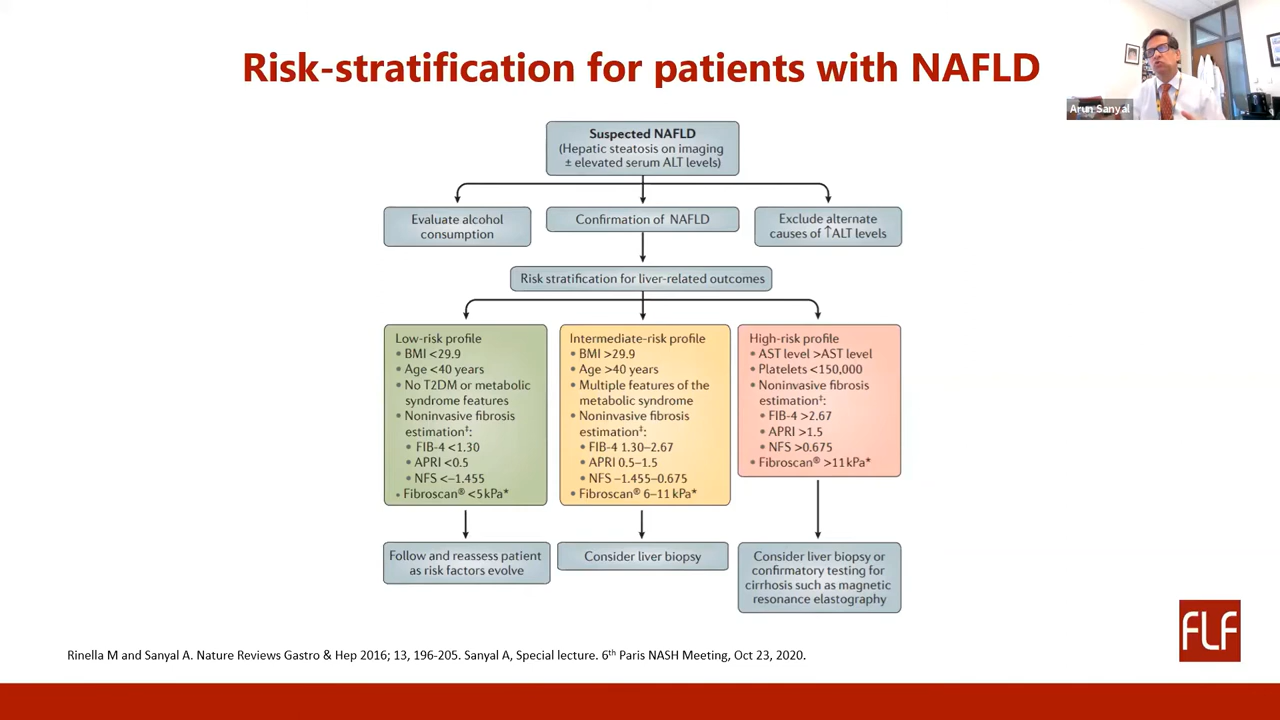 Risk-stratification for patients with NAFLD
Arun Sanyal
Suspected NAFLD
(Hepatic steatosis on imaging
± elevated serum ALT levels)
Evaluate alcohol
consumption
Confirmation of NAFLD
Exclude alternate
causes of ↑ALT levels
Risk stratification for liver-related outcomes
Low-risk profile
• BMI <29.9
• Age <40 years
• No T2DM or metabolic
syndrome features
• Noninvasive fibrosis
estimation‡:
• FIB-4 <1.30
• APRI <0.5
• NFS <–1.455
• Fibroscan® <5 kPa*
Intermediate-risk profile
• BMI >29.9
• Age >40 years
• Multiple features of the
metabolic syndrome
• Noninvasive fibrosis
estimation‡:
• FIB-4 1.30–2.67
• APRI 0.5–1.5
• NFS –1.455–0.675
• Fibroscan® 6–11 kPa*
High-risk profile
• AST level >AST level
• Platelets <150,000
• Noninvasive fibrosis
estimation‡:
• FIB-4 >2.67
• APRI >1.5
• NFS >0.675
• Fibroscan® >11 kPa*
Follow and reassess patient
as risk factors evolve
Consider liver biopsy
Consider liver biopsy or
confirmatory testing for
cirrhosis such as magnetic
resonance elastography
FLF
Rinella M and Sanyal A. Nature Reviews Gastro & Hep 2016; 13, 196-205. Sanyal A, Special lecture. 6th Paris NASH Meeting, Oct 23, 2020.